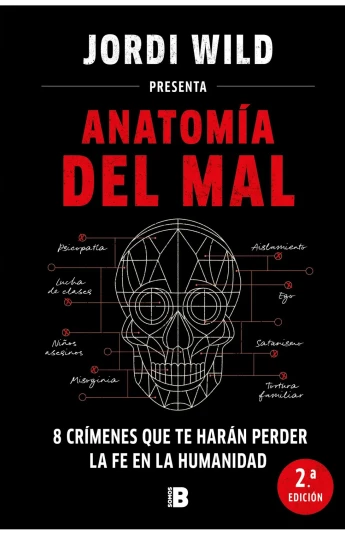 JORDI WILD
PRESENTA
ANATOMÍA
DEL MAL
Psicopatía
Aislamiento
Lucha
de clases
Ego
Niños
asesinos
Satanismo
Misoginia
Tortura
familiar
8 CRÍMENES QUE TE HARÁN PERDER
LA FE EN LA HUMANIDAD
2.ª
EDICIÓN
SOMOS
B